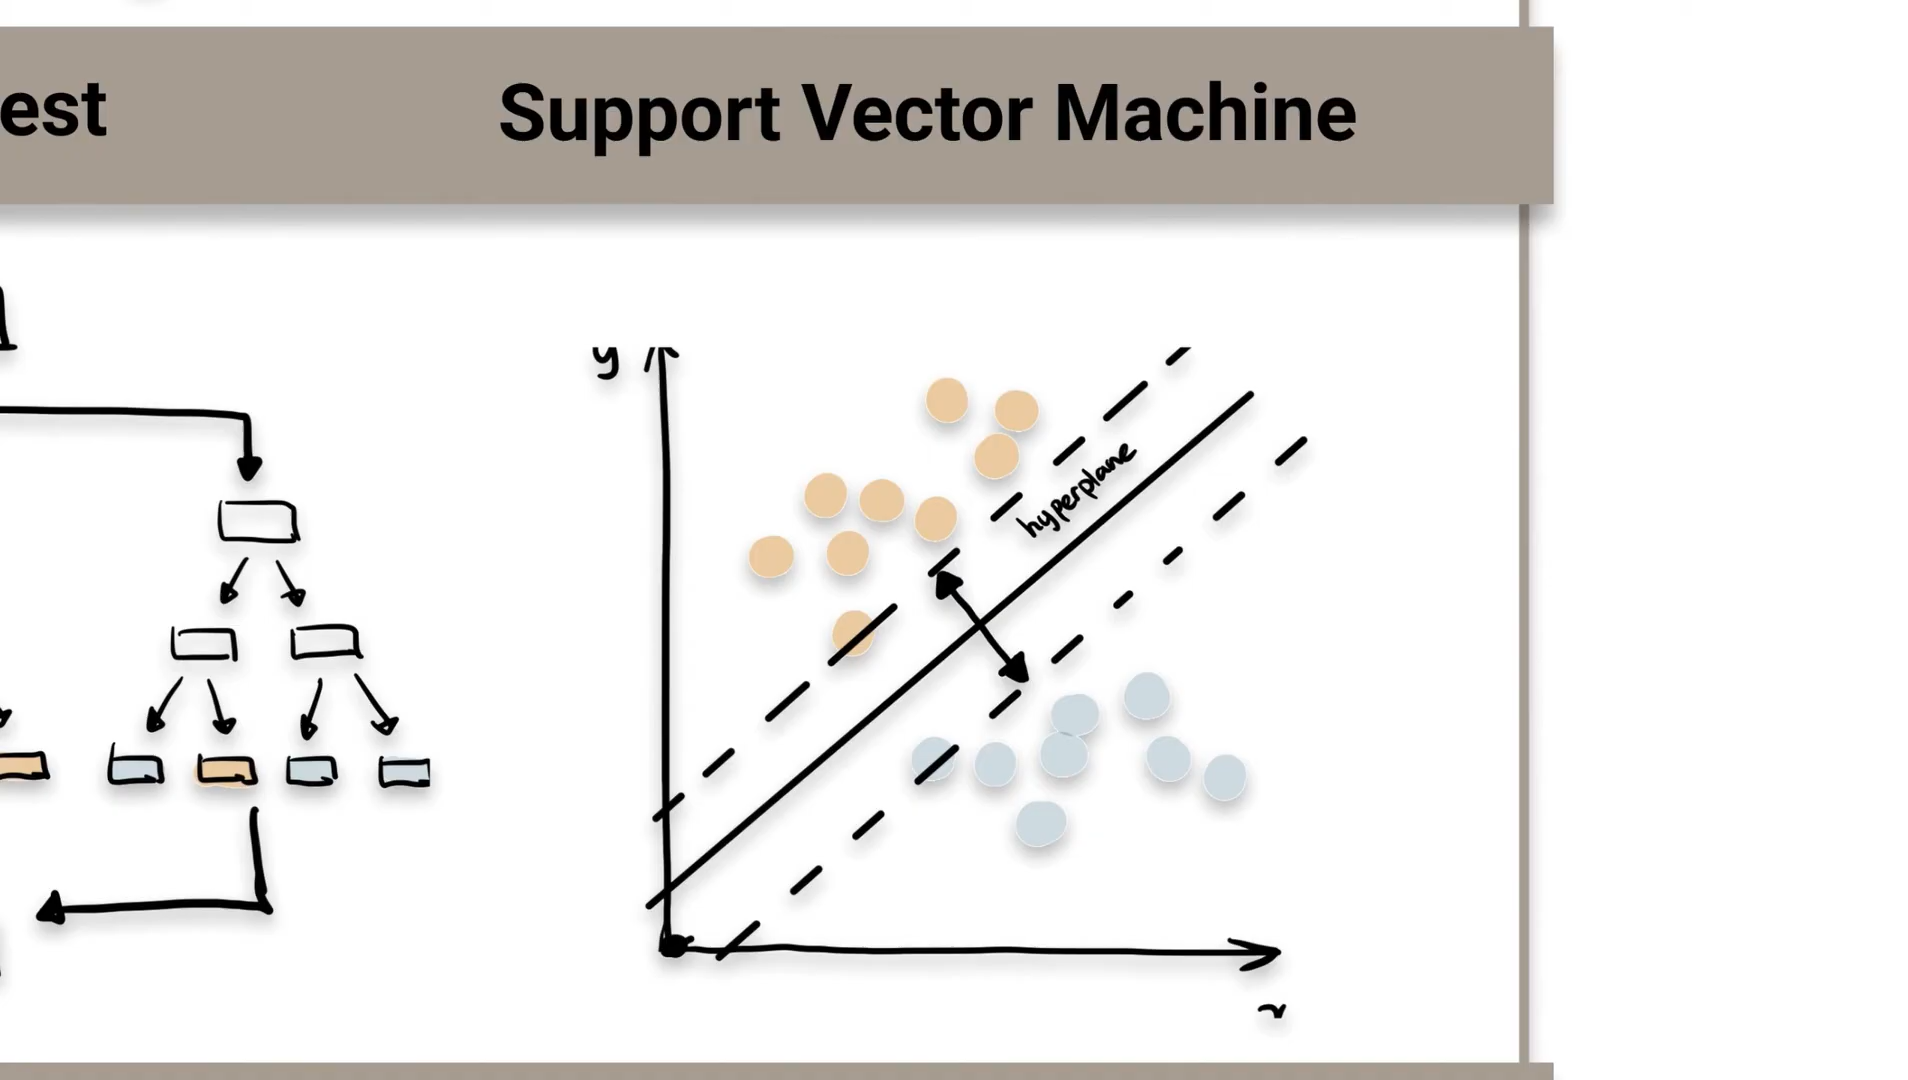 est
Support Vector Machine
y
hyperplane